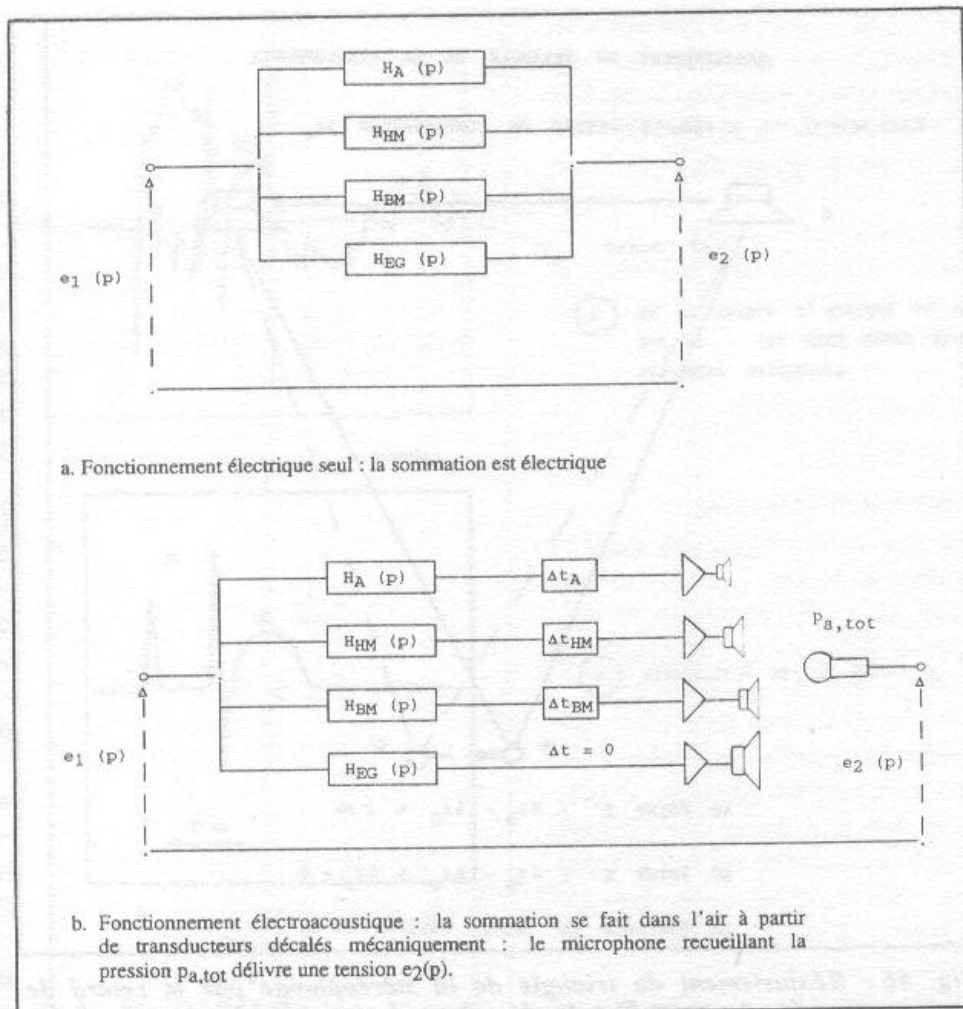 H_A (p)
H_HM (p)
H_BM (p)
H_EG (p)
e1 (p)
e2 (p)
a. Fonctionnement électrique seul : la sommation est électrique
H_A (p) Δt_A
H_HM (p) Δt_HM
H_BM (p) Δt_BM
H_EG (p) Δt = 0
P_a,tot
e1 (p)
e2 (p)
b. Fonctionnement électroacoustique : la sommation se fait dans l'air à partir
de transducteurs décalés mécaniquement : le microphone recueillant la
pression p_a,tot délivre une tension e2(p).